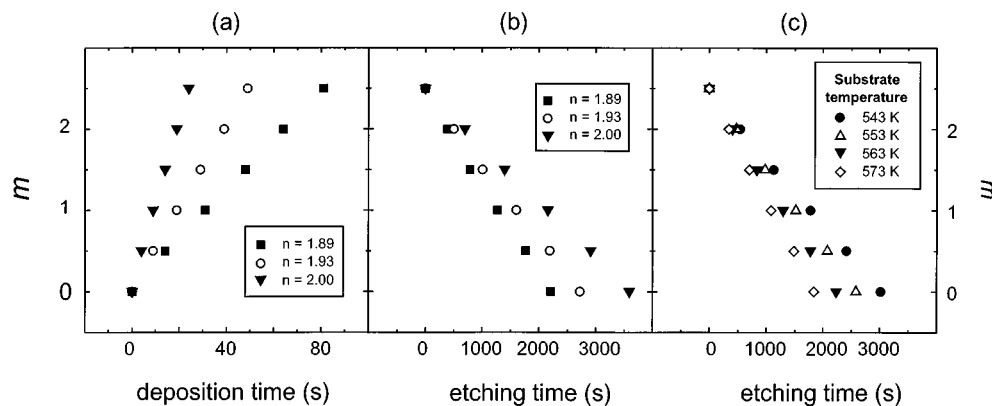 (a)
(b)
(c)
m
2
1
0
n = 1.89
n = 1.93
n = 2.00
0 40 80
deposition time (s)
n = 1.89
n = 1.93
n = 2.00
0 1000 2000 3000
etching time (s)
Substrate
temperature
543 K
553 K
563 K
573 K
0 1000 2000 3000
etching time (s)
2
1
0
m